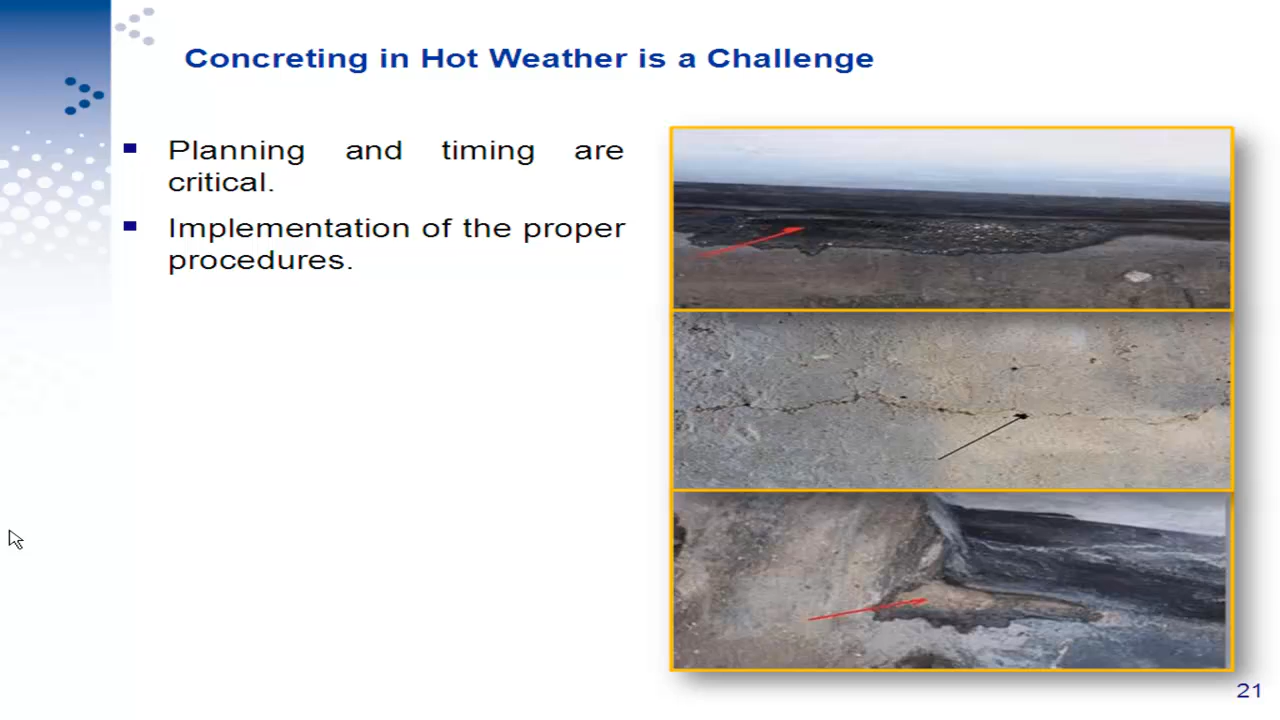 Concreting in Hot Weather is a Challenge
Planning and timing are
critical.
Implementation of the proper
procedures.
21